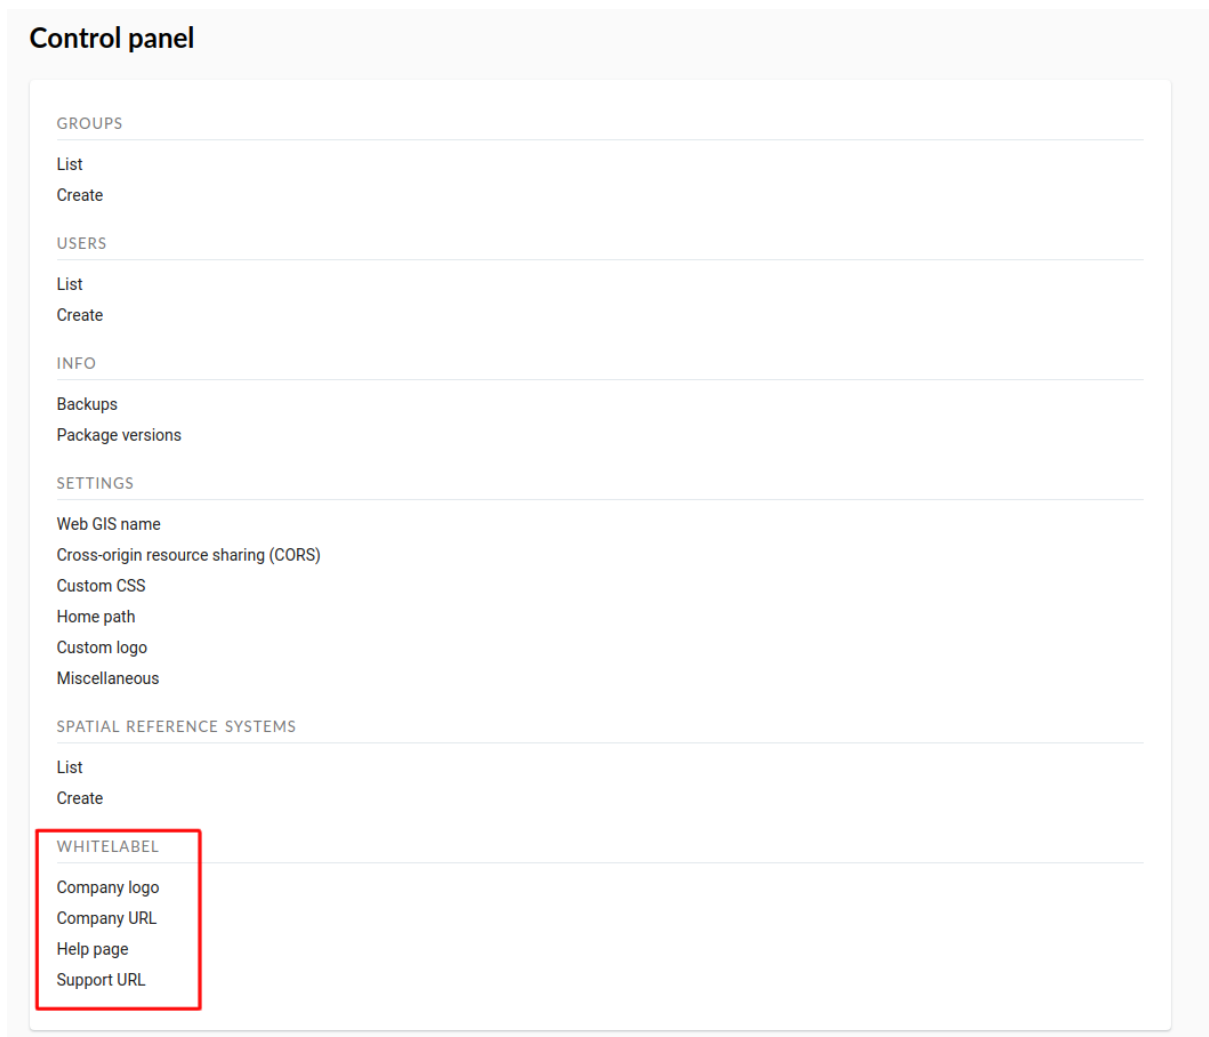 Control panel
GROUPS
List
Create
USERS
List
Create
INFO
Backups
Package versions
SETTINGS
Web GIS name
Cross-origin resource sharing (CORS)
Custom CSS
Home path
Custom logo
Miscellaneous
SPATIAL REFERENCE SYSTEMS
List
Create
WHITELABEL
Company logo
Company URL
Help page
Support URL